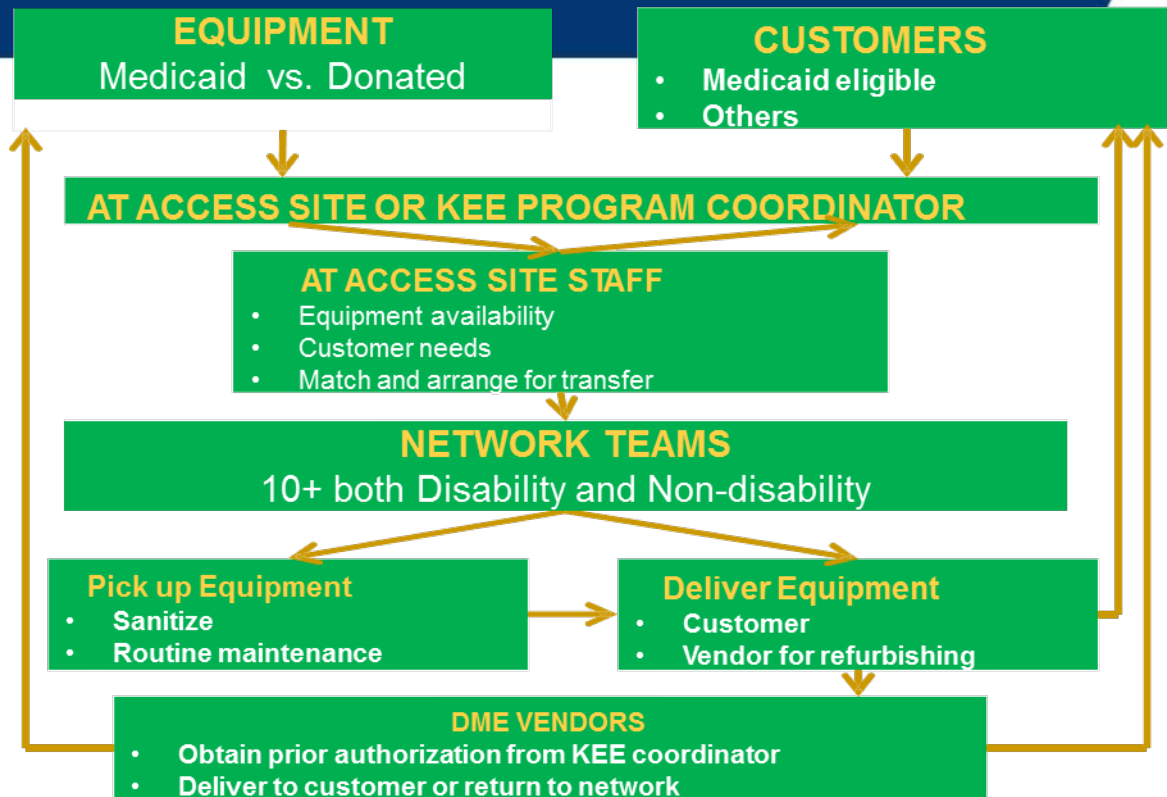 EQUIPMENT
Medicaid vs. Donated
CUSTOMERS
• Medicaid eligible
• Others
AT ACCESS SITE OR KEE PROGRAM COORDINATOR
AT ACCESS SITE STAFF
• Equipment availability
• Customer needs
• Match and arrange for transfer
NETWORK TEAMS
10+ both Disability and Non-disability
Pick up Equipment
• Sanitize
• Routine maintenance
Deliver Equipment
• Customer
• Vendor for refurbishing
DME VENDORS
• Obtain prior authorization from KEE coordinator
• Deliver to customer or return to network